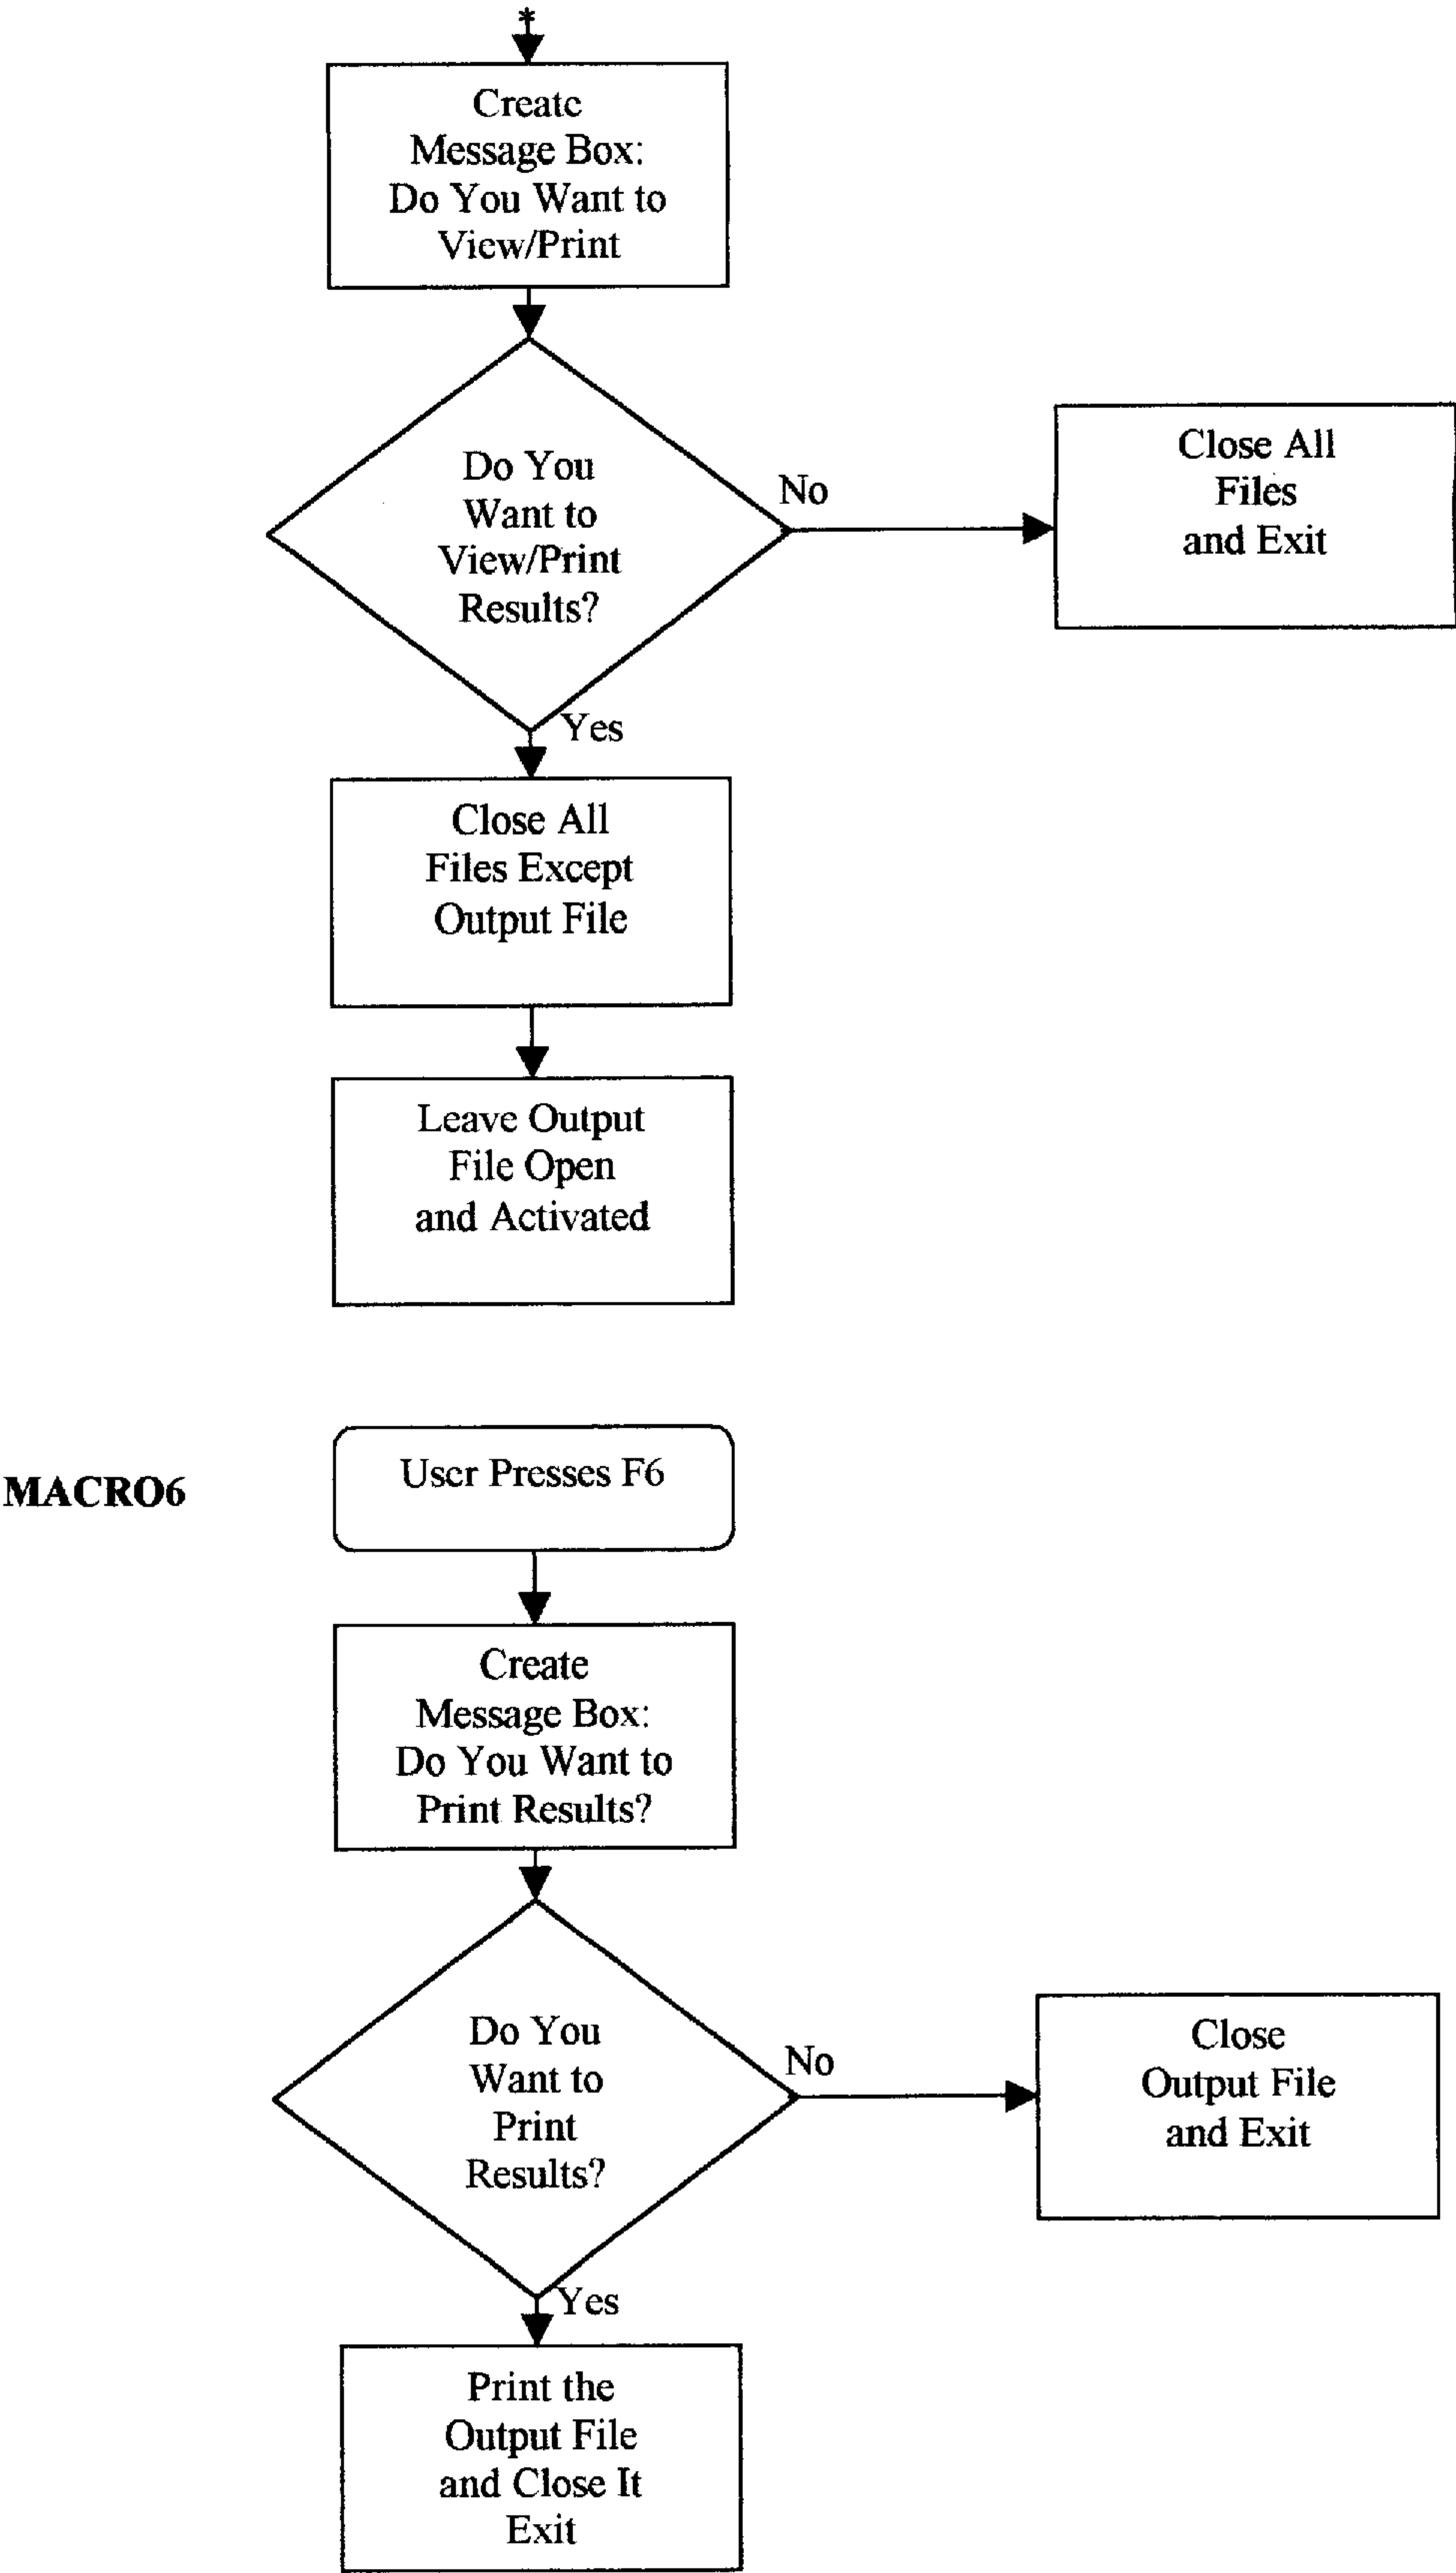 *
Create
Message Box:
Do You Want to
View/Print
Do You
Want to
View/Print
Results?
No
Close All
Files
and Exit
Yes
Close All
Files Except
Output File
Leave Output
File Open
and Activated
MACRO6
User Presses F6
Create
Message Box:
Do You Want to
Print Results?
Do You
Want to
Print
Results?
No
Close
Output File
and Exit
Yes
Print the
Output File
and Close It
Exit